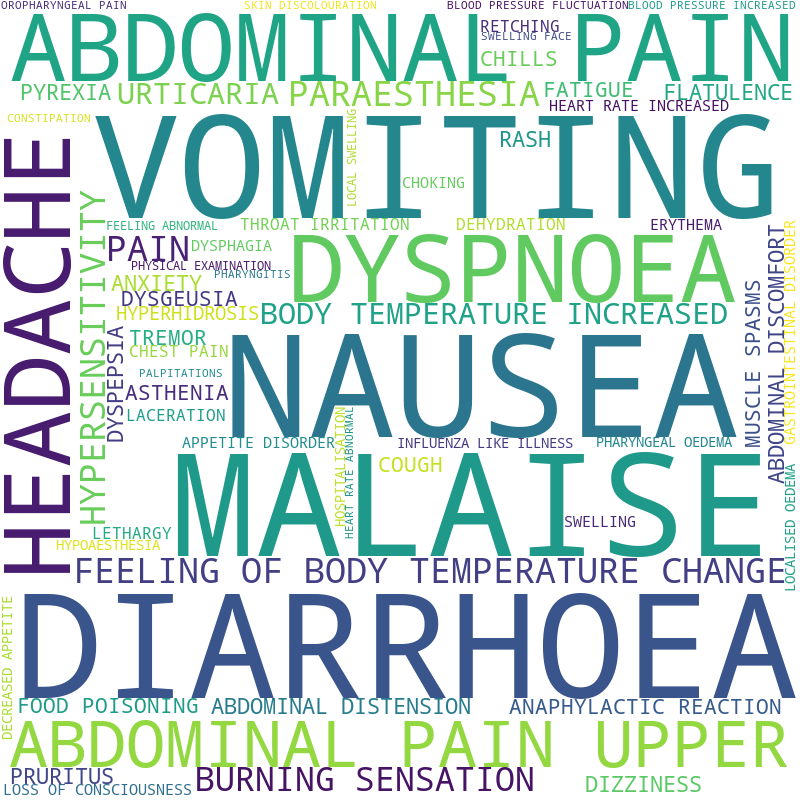 OROPHARYNGEAL PAIN
SKIN DISCOLOURATION
BLOOD PRESSURE FLUCTUATION
BLOOD PRESSURE INCREASED
ABDOMINAL PAIN
RETCHING
SWELLING FACE
CHILLS
PYREXIA
URTICARIA
PARAESTHESIA
FATIGUE
FLATULENCE
HEART RATE INCREASED
CONSTIPATION
VOMITING
LOCAL SWELLING
RASH
CHOKING
HEADACHE
HYPERSENSITIVITY
FEELING ABNORMAL
THROAT IRRITATION
DEHYDRATION
ERYTHEMA
PAIN
DYSPHAGIA
DYSPNOEA
PHYSICAL EXAMINATION
PHARYNGITIS
ANXIETY
DYSGEUSIA
HYPERHIDROSIS
BODY TEMPERATURE INCREASED
ABDOMINAL DISCOMFORT
GASTROINTESTINAL DISORDER
MUSCLE SPASMS
DYSPEPSIA
TREMOR
CHEST PAIN
NAUSEA
PALPITATIONS
ASTHENIA
LACERATION
APPETITE DISORDER
HOSPITALISATION
HEART RATE ABNORMAL
INFLUENZA LIKE ILLNESS
PHARYNGEAL OEDEMA
MALAISE
COUGH
LOCALISED OEDEMA
SWELLING
LETHARGY
HYPOAESTHESIA
FEELING OF BODY TEMPERATURE CHANGE
DIARRHOEA
DECREASED APPETITE
FOOD POISONING
ABDOMINAL DISTENSION
ANAPHYLACTIC REACTION
ABDOMINAL PAIN UPPER
PRURITUS
BURNING SENSATION
DIZZINESS
LOSS OF CONSCIOUSNESS